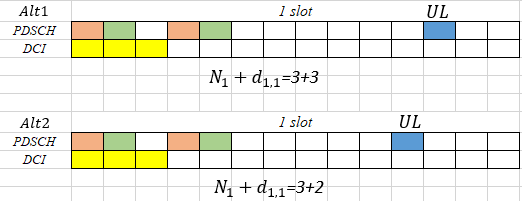 Alt1 1 slot UL
PDSCH
DCI
N₁ + d₁,₁=3+3
Alt2 1 slot UL
PDSCH
DCI
N₁ + d₁,₁=3+2